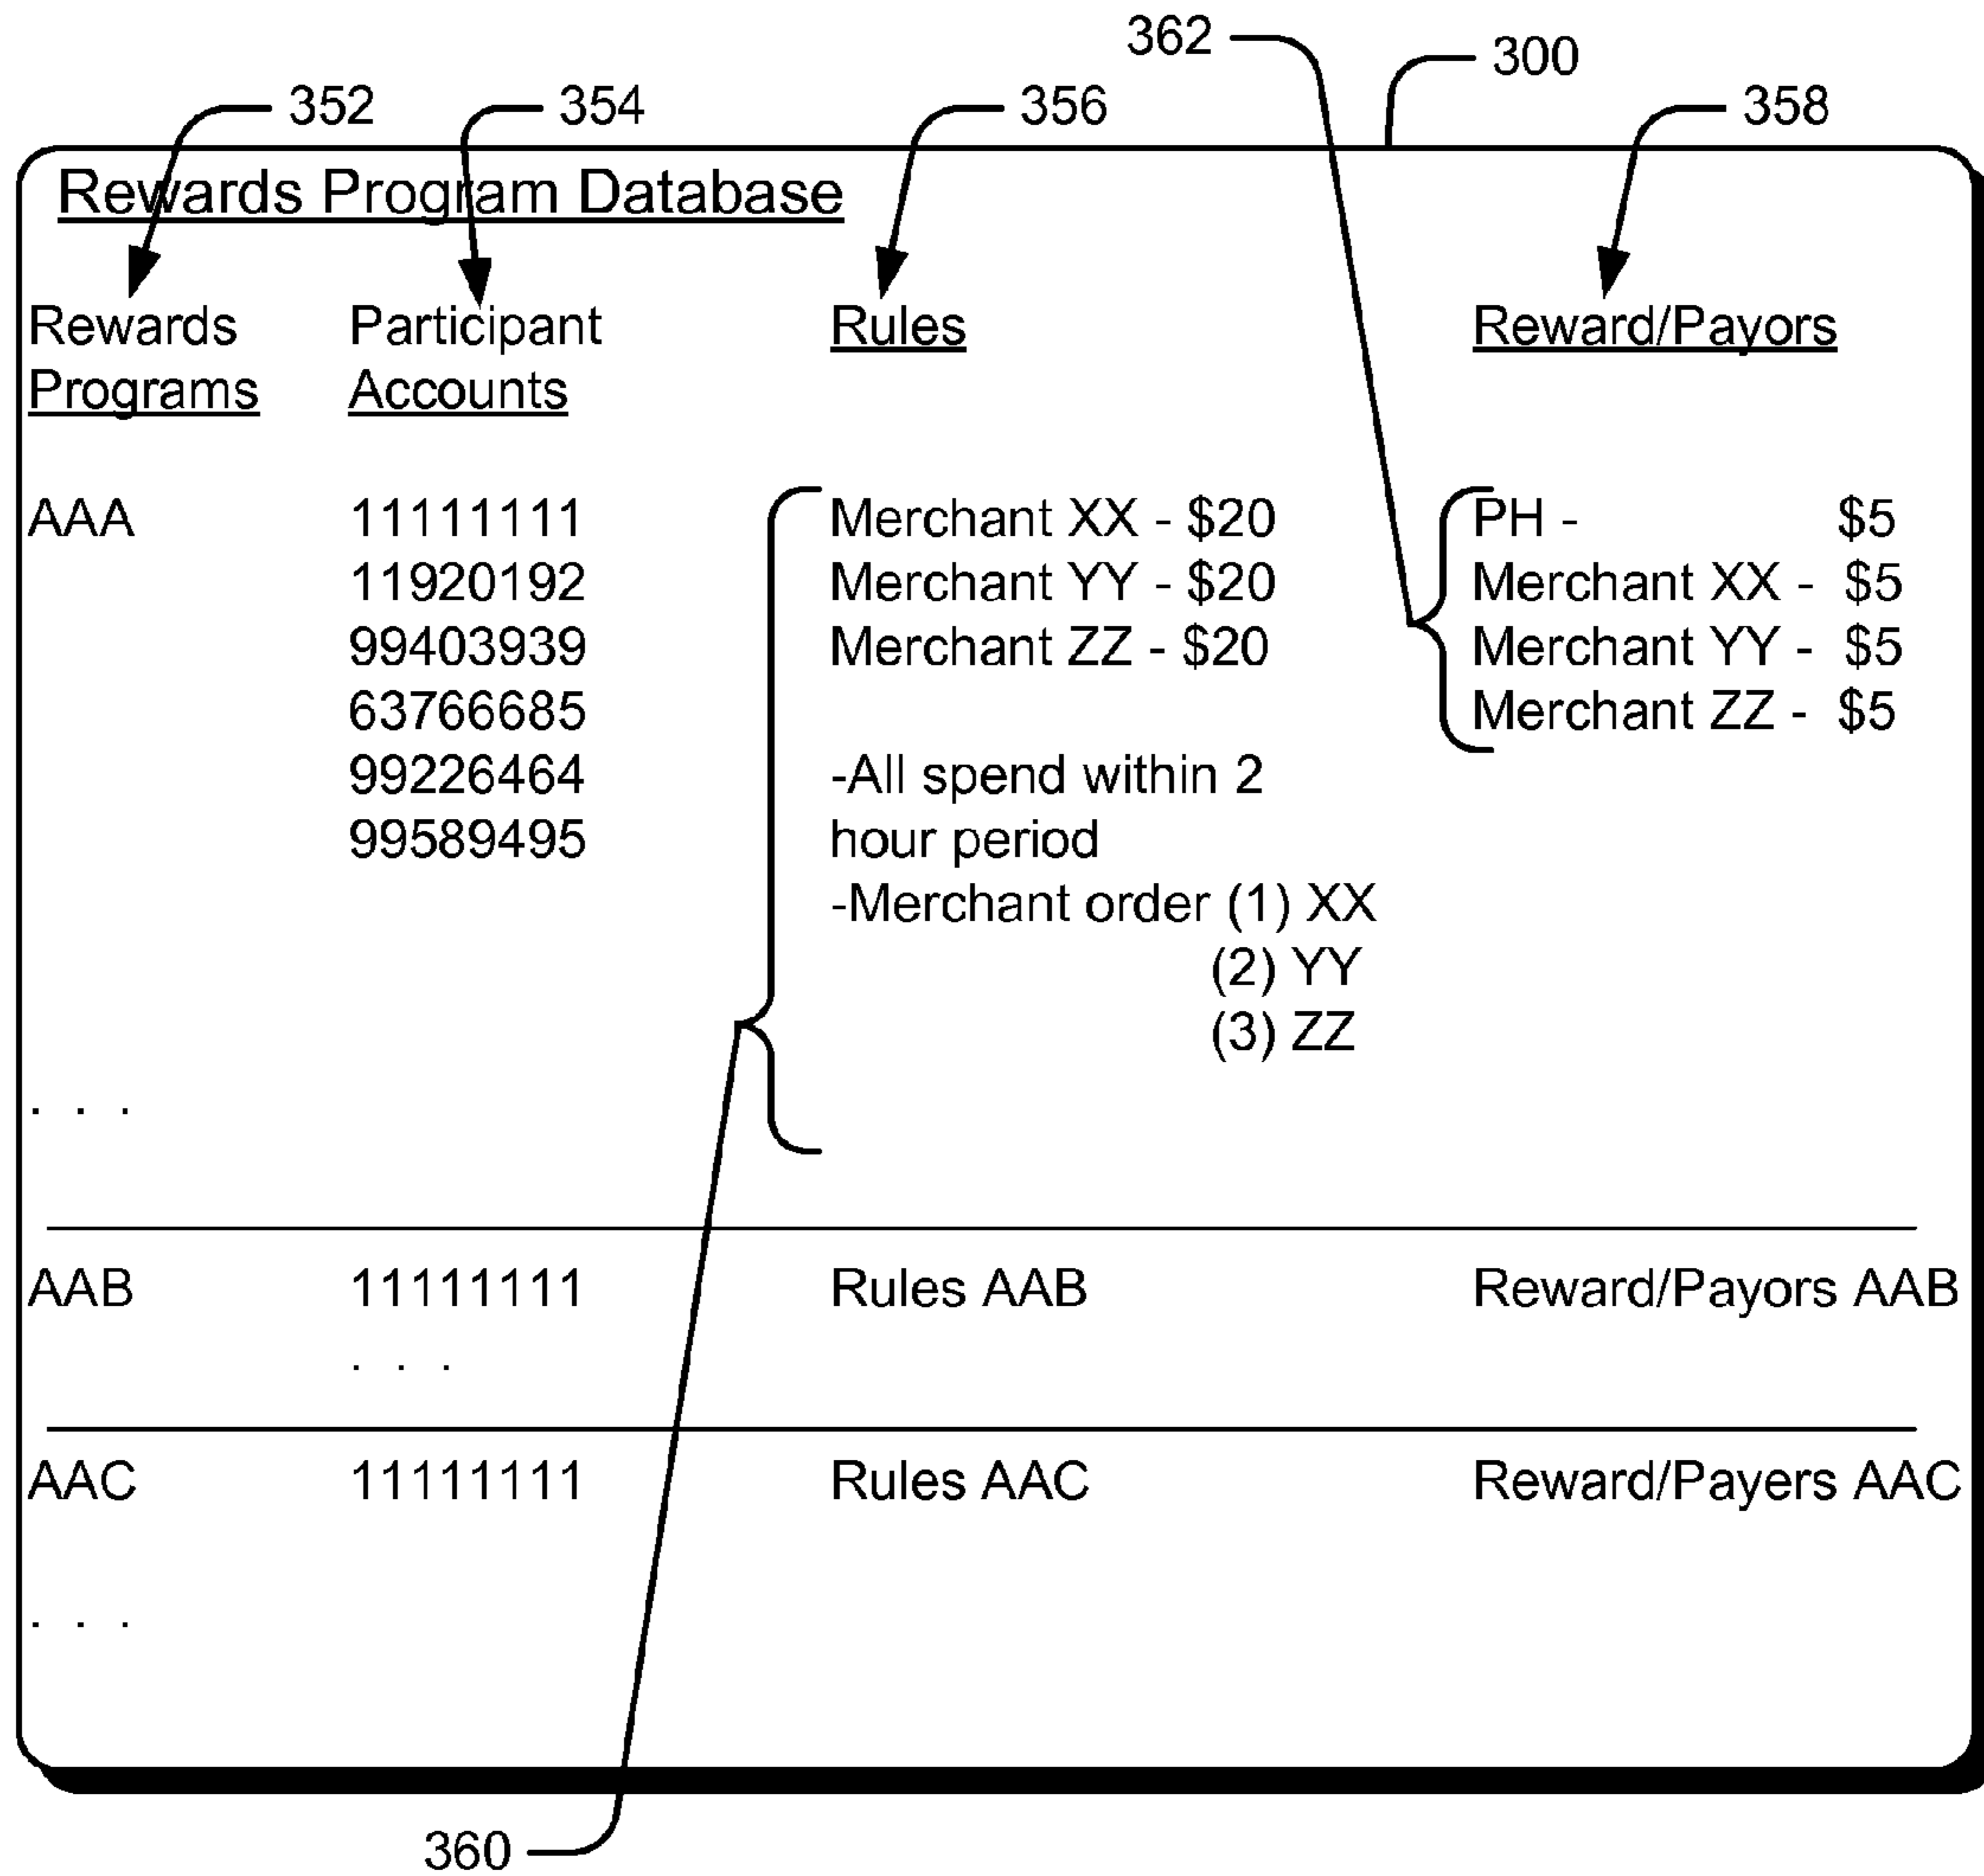 362
300
352
354
356
358
Rewards Program Database
Rewards Programs
Participant Accounts
Rules
Reward/Payors
AAA
11111111
11920192
99403939
63766685
99226464
99589495
Merchant XX - $20
Merchant YY - $20
Merchant ZZ - $20
-All spend within 2
hour period
-Merchant order (1) XX
(2) YY
(3) ZZ
PH - $5
Merchant XX - $5
Merchant YY - $5
Merchant ZZ - $5
. . .
AAB 11111111 Rules AAB Reward/Payors AAB
. . .
AAC 11111111 Rules AAC Reward/Payers AAC
. . .
360